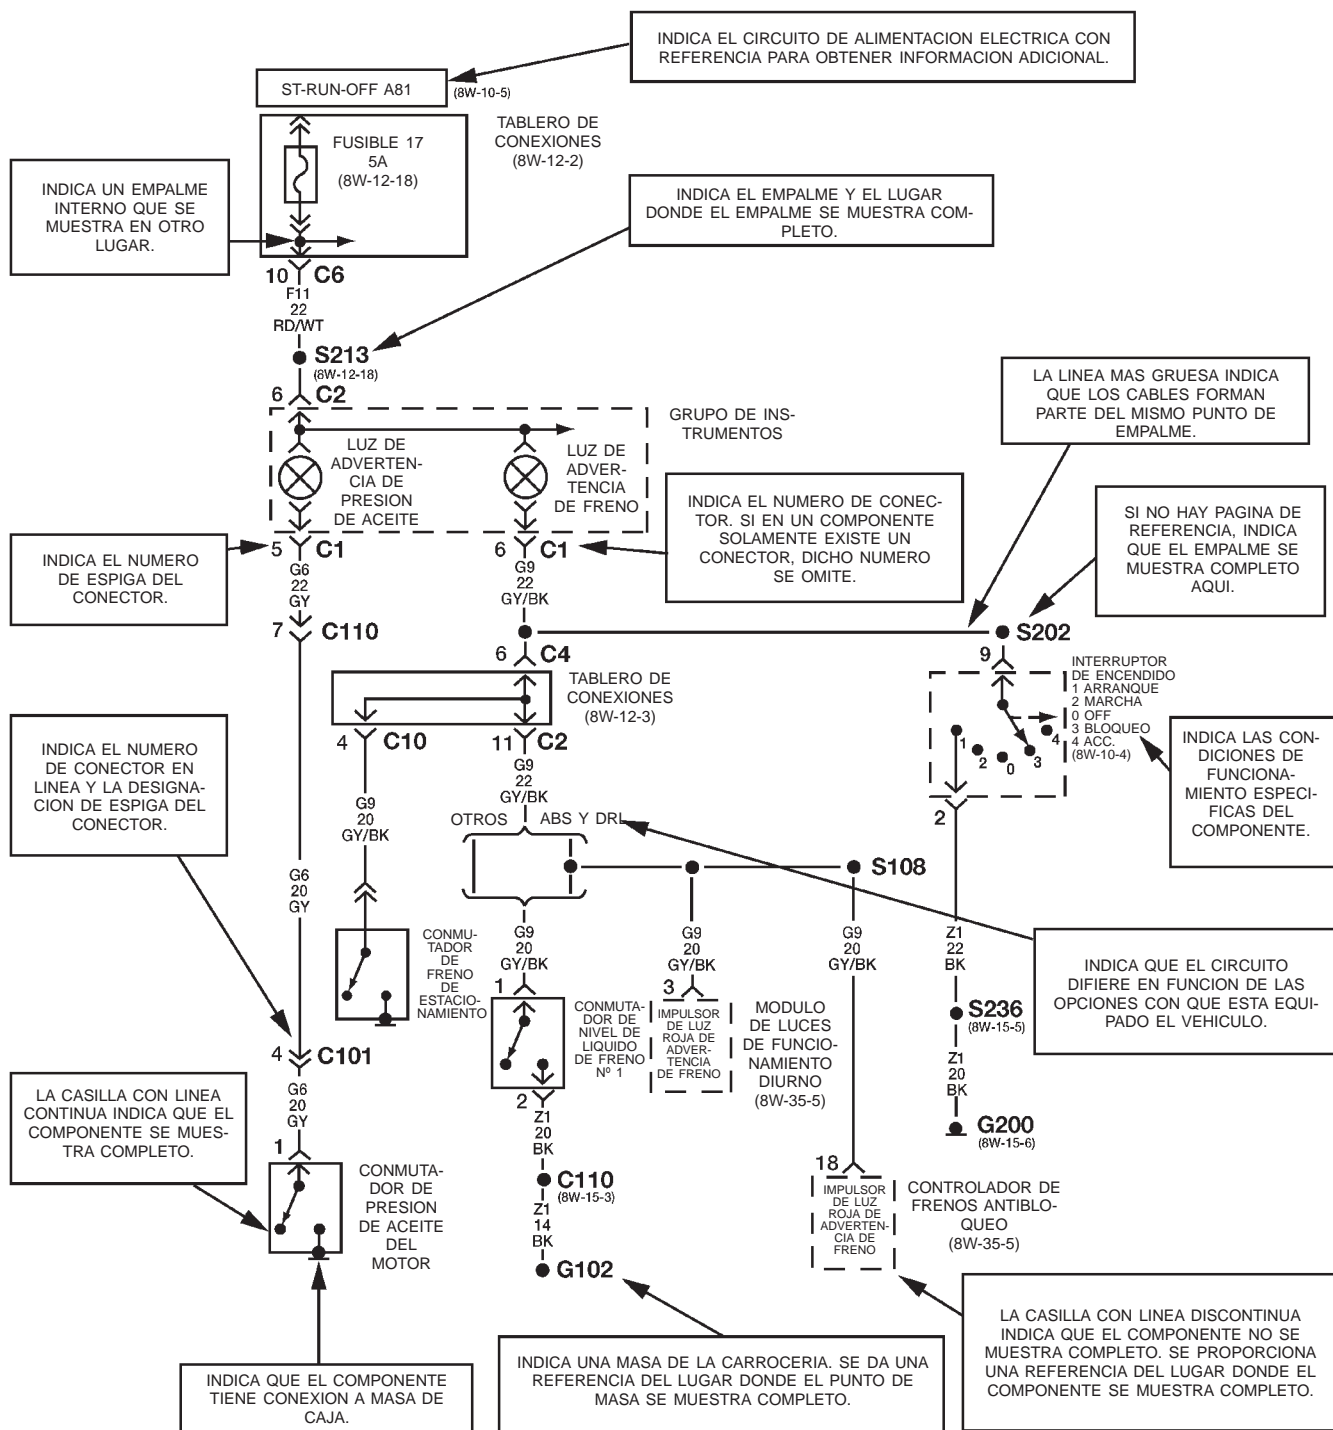 INDICA EL CIRCUITO DE ALIMENTACION ELECTRICA CON
REFERENCIA PARA OBTENER INFORMACION ADICIONAL.
ST-RUN-OFF A81
(8W-10-5)
FUSIBLE 17
5A
(8W-12-18)
TABLERO DE
CONEXIONES
(8W-12-2)
INDICA UN EMPALME
INTERNO QUE SE
MUESTRA EN OTRO
LUGAR.
INDICA EL EMPALME Y EL LUGAR
DONDE EL EMPALME SE MUESTRA COM-
PLETO.
10 C6
F11
22
RD/WT
S213
(8W-12-18)
6 C2
LA LINEA MAS GRUESA INDICA
QUE LOS CABLES FORMAN
PARTE DEL MISMO PUNTO DE
EMPALME.
GRUPO DE INS-
TRUMENTOS
LUZ DE
ADVERTEN-
CIA DE
PRESION
DE ACEITE
LUZ DE
ADVER-
TENCIA
DE FRENO
INDICA EL NUMERO DE CONEC-
TOR. SI EN UN COMPONENTE
SOLAMENTE EXISTE UN
CONECTOR, DICHO NUMERO
SE OMITE.
SI NO HAY PAGINA DE
REFERENCIA, INDICA
QUE EL EMPALME SE
MUESTRA COMPLETO
AQUI.
INDICA EL NUMERO
DE ESPIGA DEL
CONECTOR.
5 C1
G6
22
GY
6 C1
G9
22
GY/BK
7 C110
S202
6 C4
9
TABLERO DE
CONEXIONES
(8W-12-3)
INTERRUPTOR
DE ENCENDIDO
1 ARRANQUE
2 MARCHA
0 OFF
3 BLOQUEO
4 ACC.
(8W-10-4)
1
2
0
3
4
INDICA EL NUMERO
DE CONECTOR EN
LINEA Y LA DESIGNA-
CION DE ESPIGA DEL
CONECTOR.
4 C10
11 C2
2
INDICA LAS CON-
DICIONES DE
FUNCIONA-
MIENTO ESPECI-
FICAS DEL
COMPONENTE.
G9
22
GY/BK
G9
20
GY/BK
OTROS
ABS Y DRL
S108
G6
20
GY
CONMU-
TADOR
DE
FRENO
DE
ESTACIO-
NAMIENTO
G9
20
GY/BK
G9
20
GY/BK
G9
20
GY/BK
Z1
22
BK
INDICA QUE EL CIRCUITO
DIFIERE EN FUNCION DE LAS
OPCIONES CON QUE ESTA EQUI-
PADO EL VEHICULO.
1
3
CONMUTA-
DOR DE
NIVEL DE
LIQUIDO
DE FRENO
Nº 1
IMPULSOR
DE LUZ
ROJA DE
ADVER-
TENCIA
DE FRENO
MODULO
DE LUCES
DE FUNCIO-
NAMIENTO
DIURNO
(8W-35-5)
S236
(8W-15-5)
Z1
20
BK
4 C101
G6
20
GY
LA CASILLA CON LINEA
CONTINUA INDICA QUE EL
COMPONENTE SE MUES-
TRA COMPLETO.
2
Z1
20
BK
G200
(8W-15-6)
1
CONMUTA-
DOR DE
PRESION
DE ACEITE
DEL
MOTOR
C110
(8W-15-3)
Z1
14
BK
G102
18
IMPULSOR
DE LUZ
ROJA DE
ADVERTEN-
CIA DE
FRENO
CONTROLADOR DE
FRENOS ANTIBLO-
QUEO
(8W-35-5)
INDICA QUE EL COMPONENTE
TIENE CONEXION A MASA DE
CAJA.
INDICA UNA MASA DE LA CARROCERIA. SE DA UNA
REFERENCIA DEL LUGAR DONDE EL PUNTO DE
MASA SE MUESTRA COMPLETO.
LA CASILLA CON LINEA DISCONTINUA
INDICA QUE EL COMPONENTE NO SE
MUESTRA COMPLETO. SE PROPORCIONA
UNA REFERENCIA DEL LUGAR DONDE EL
COMPONENTE SE MUESTRA COMPLETO.